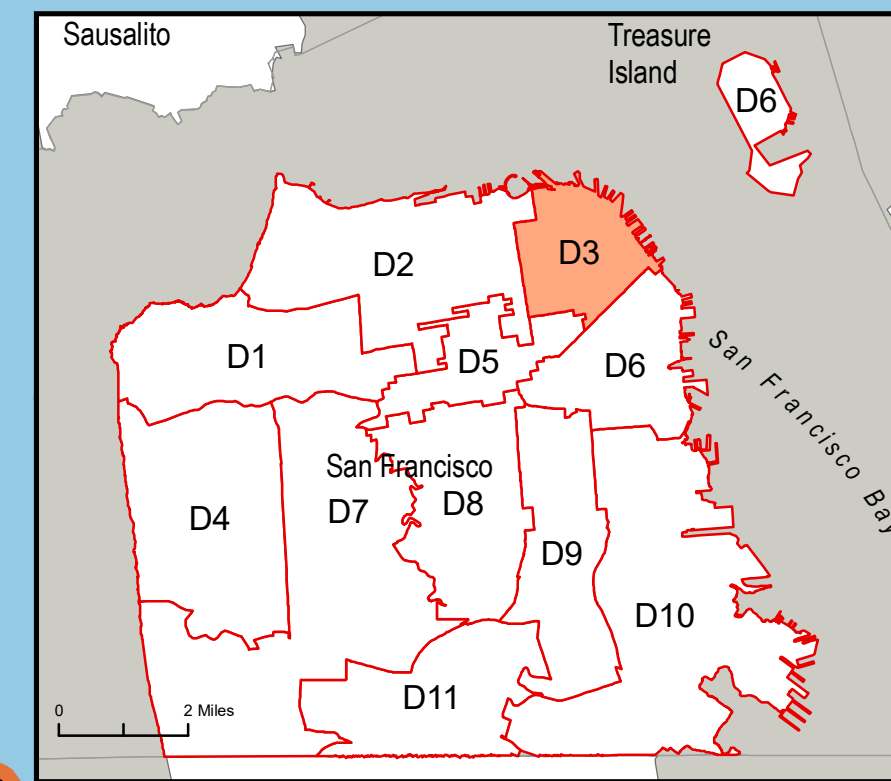 Sausalito
Treasure
Island
D6
D3
D2
D1
D5
D6
San Francisco Bay
San Francisco
D4
D7
D8
D9
D10
D11
0
2 Miles